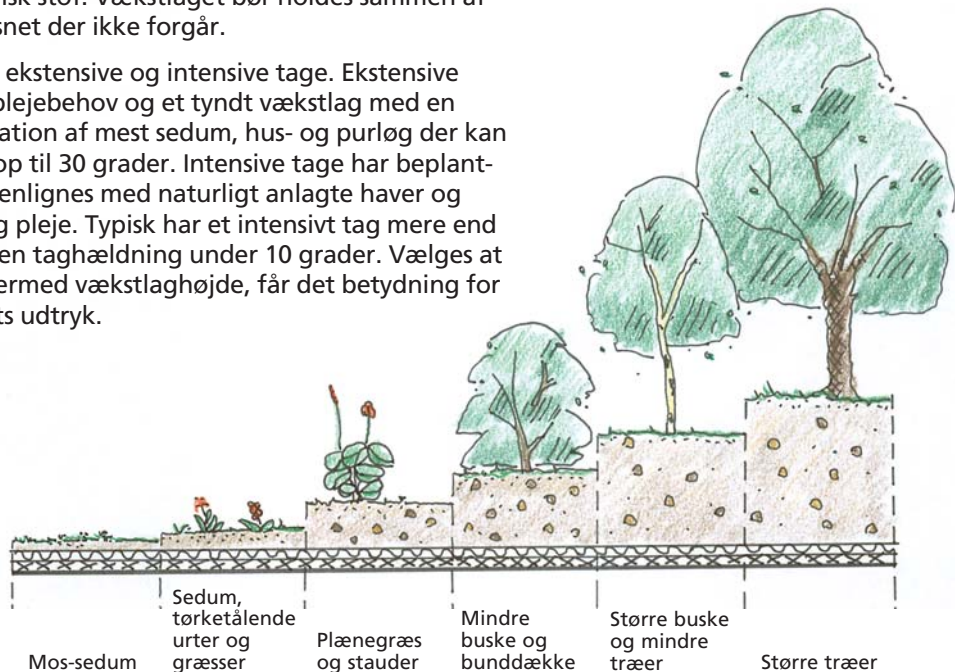 isk stof. Vækstlaget bør holdes sammen af
snet der ikke forgår.
ekstensive og intensive tage. Ekstensive
plejebehov og et tyndt vækstlag med en
ation af mest sedum, hus- og purløg der kan
op til 30 grader. Intensive tage har beplant-
enlignes med naturligt anlagte haver og
g pleje. Typisk har et intensivt tag mere end
en taghældning under 10 grader. Vælges at
ermed vækstlaghøjde, får det betydning for
ts udtryk.
Mos-sedum
Sedum,
tørketålende
urter og
græsser
Plænegræs
og stauder
Mindre
buske og
bunddække
Større buske
og mindre
træer
Større træer